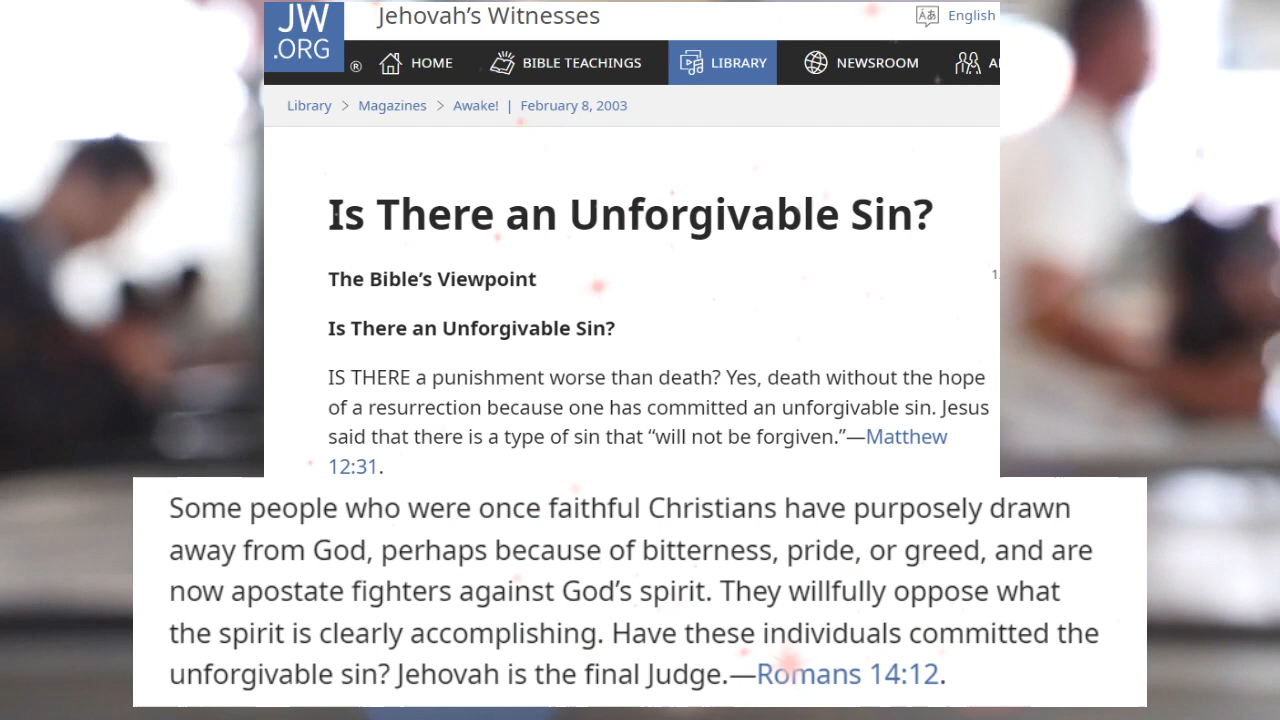 JW
.ORG
®
Jehovah’s Witnesses
English
HOME
BIBLE TEACHINGS
LIBRARY
NEWSROOM
Library > Magazines > Awake! | February 8, 2003
Is There an Unforgivable Sin?
The Bible’s Viewpoint
Is There an Unforgivable Sin?
IS THERE a punishment worse than death? Yes, death without the hope
of a resurrection because one has committed an unforgivable sin. Jesus
said that there is a type of sin that “will not be forgiven.”—Matthew
12:31.
Some people who were once faithful Christians have purposely drawn
away from God, perhaps because of bitterness, pride, or greed, and are
now apostate fighters against God’s spirit. They willfully oppose what
the spirit is clearly accomplishing. Have these individuals committed the
unforgivable sin? Jehovah is the final Judge.—Romans 14:12.